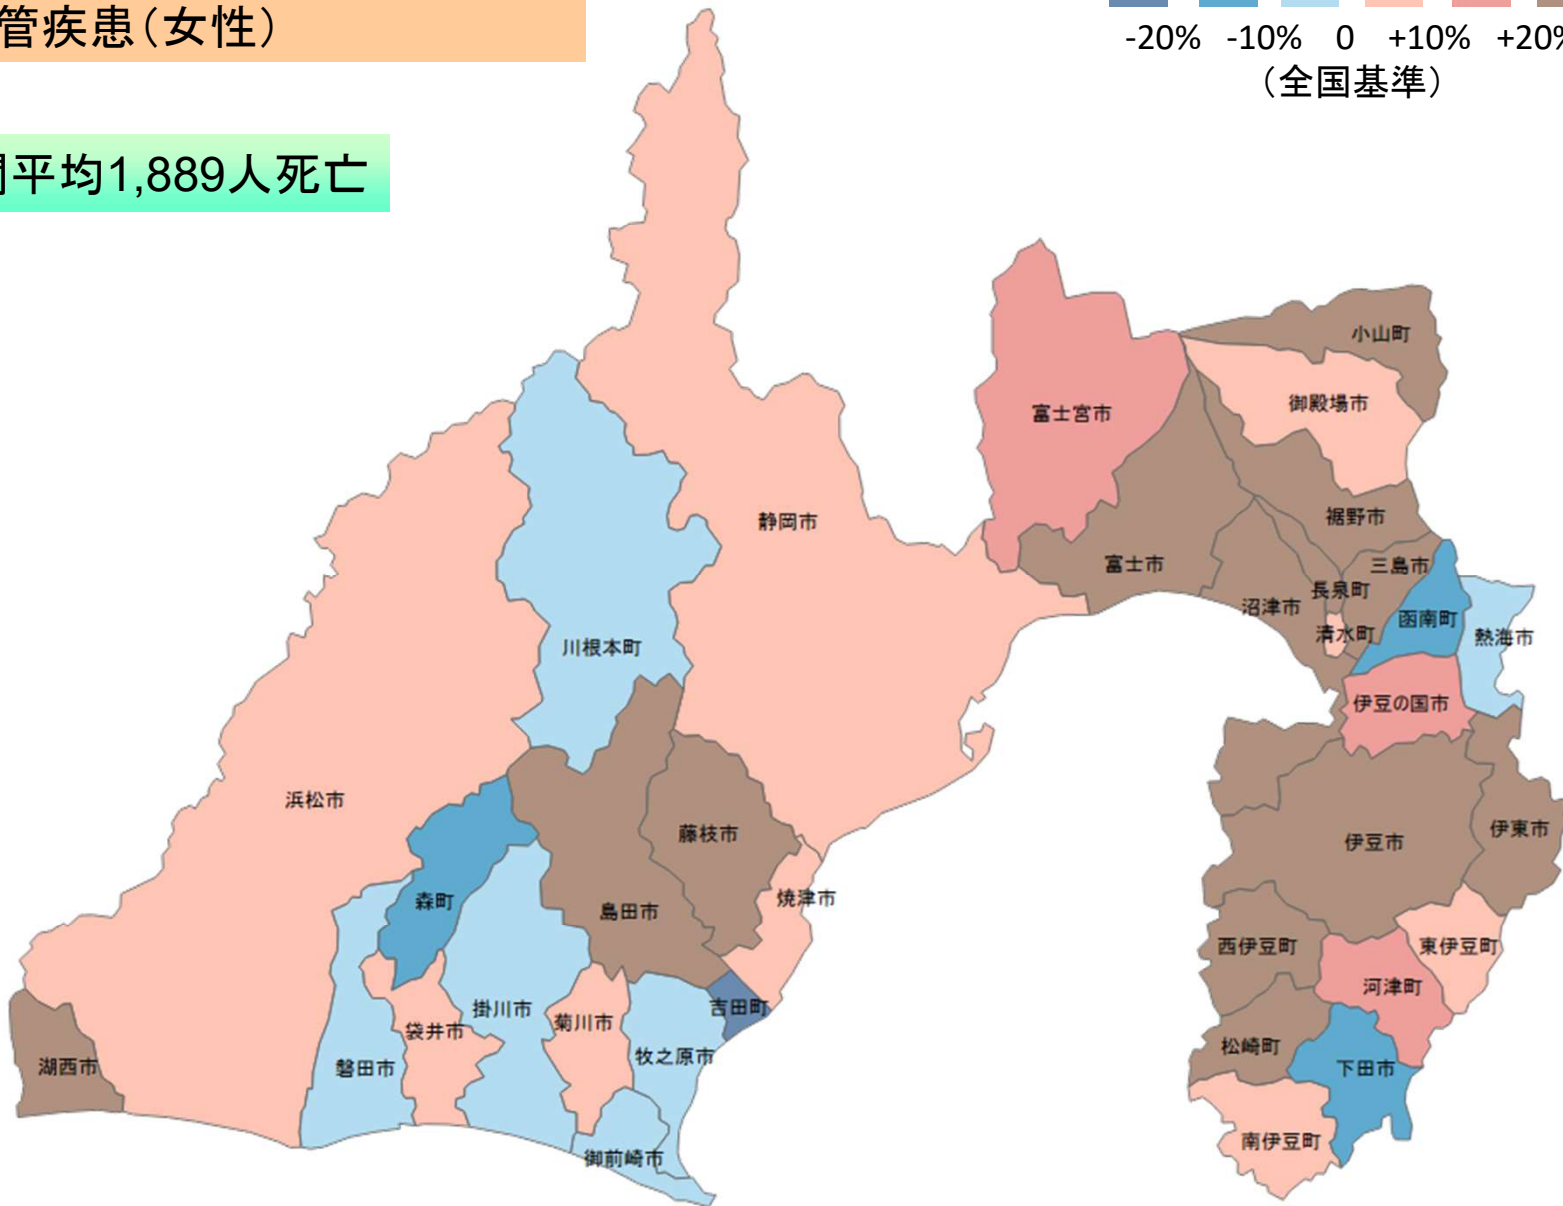 管疾患（女性）
-20% -10% 0 +10% +20%
（全国基準）
間平均1,889人死亡
小山町
御殿場市
富士宮市
裾野市
静岡市
富士市
三島市
長泉町
沼津市
函南町
清水町
熱海市
川根本町
伊豆の国市
浜松市
藤枝市
伊東市
伊豆市
焼津市
森町
島田市
西伊豆町
東伊豆町
河津町
吉田町
掛川市
菊川市
袋井市
松崎町
牧之原市
湖西市
磐田市
下田市
南伊豆町
御前崎市